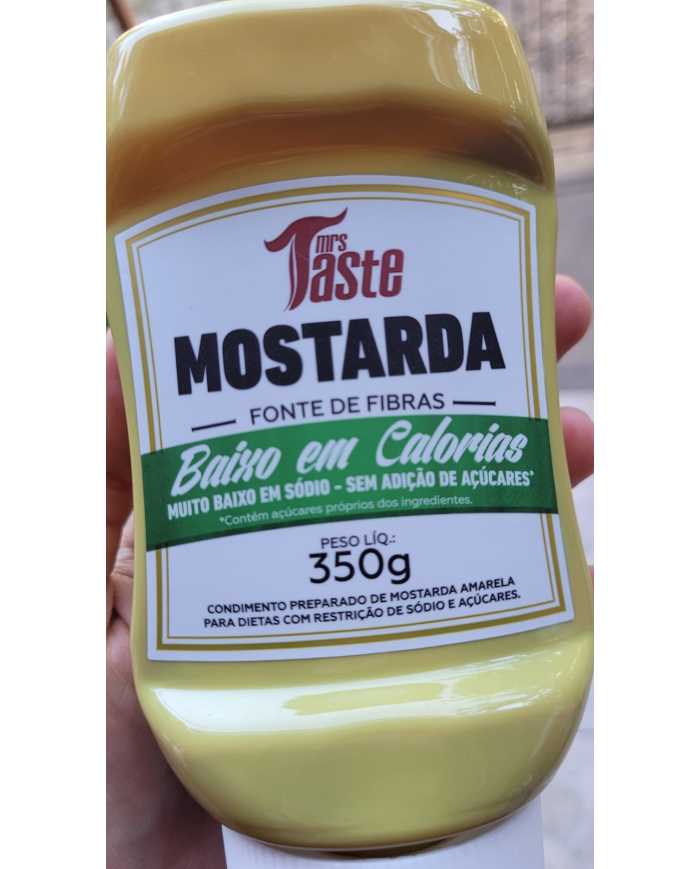 mrs
Taste
MOSTARDA
FONTE DE FIBRAS
Baixo em Calorias
MUITO BAIXO EM SÓDIO - SEM ADIÇÃO DE AÇÚCARES*
*Contém açúcares próprios dos ingredientes.
PESO LÍQ.:
350g
CONDIMENTO PREPARADO DE MOSTARDA AMARELA
PARA DIETAS COM RESTRIÇÃO DE SÓDIO E AÇÚCARES.